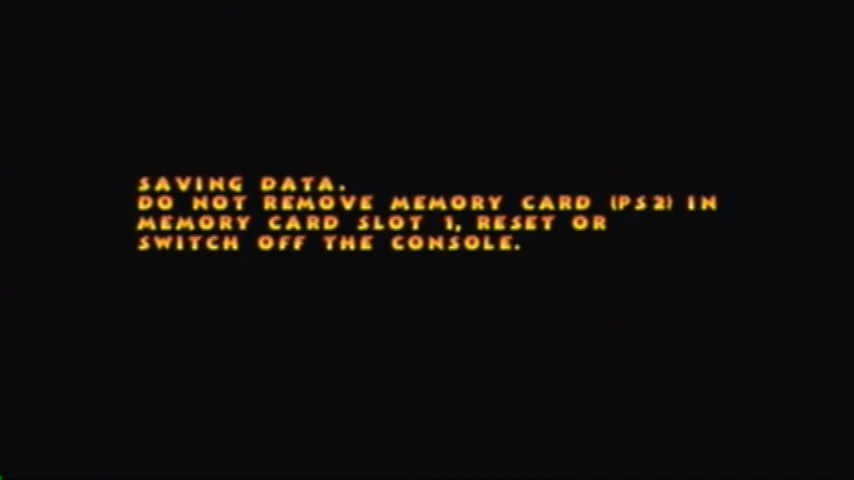 SAVING DATA.
DO NOT REMOVE MEMORY CARD (PS2) IN
MEMORY CARD SLOT 1, RESET OR
SWITCH OFF THE CONSOLE.